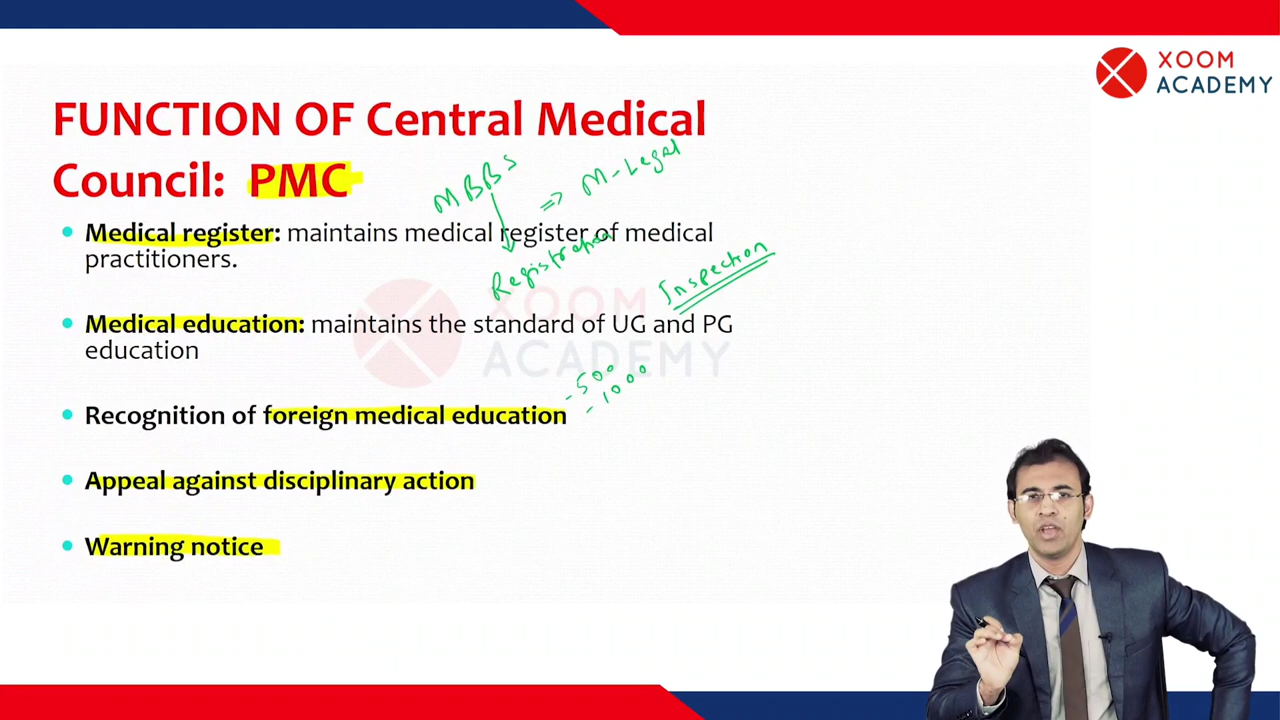 XOOM
ACADEMY
FUNCTION OF Central Medical
Council: PMC
MBBS
⇒ M-Legal
Registration
• Medical register: maintains medical register of medical
practitioners.
Inspection
• Medical education: maintains the standard of UG and PG
education
XOOM
ACADEMY
- 500
- 1000
• Recognition of foreign medical education
• Appeal against disciplinary action
• Warning notice